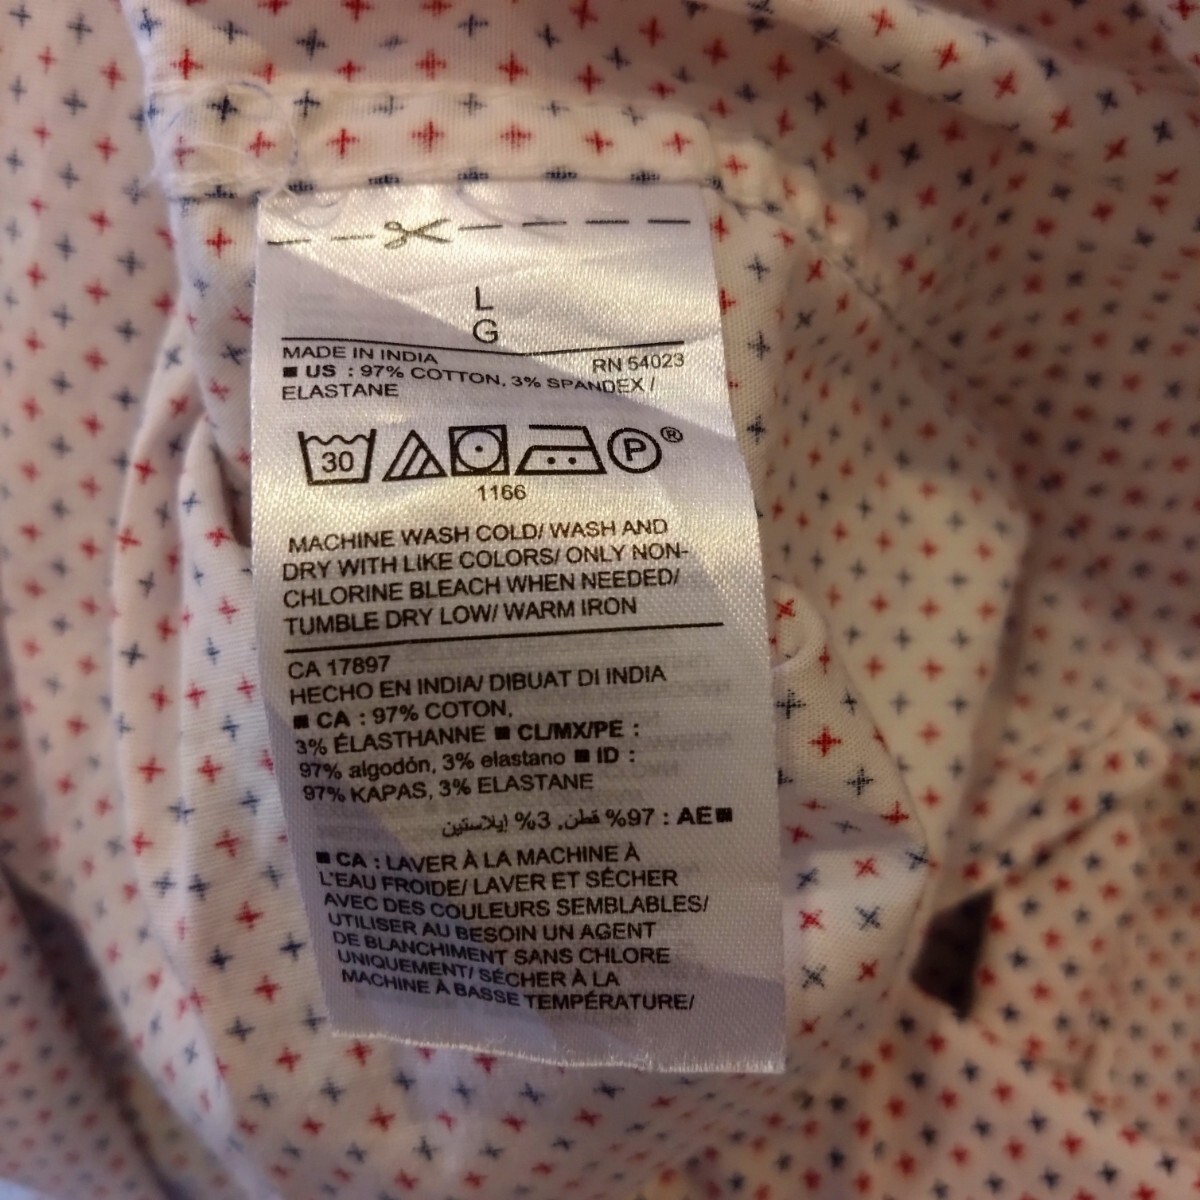 L
G
MADE IN INDIA RN 54023
■ US : 97% COTTON, 3% SPANDEX /
ELASTANE
30 P ®
1166
MACHINE WASH COLD/ WASH AND
DRY WITH LIKE COLORS/ ONLY NON-
CHLORINE BLEACH WHEN NEEDED/
TUMBLE DRY LOW/ WARM IRON
CA 17897
HECHO EN INDIA/ DIBUAT DI INDIA
■ CA : 97% COTON,
3% ÉLASTHANNE ■ CL/MX/PE :
97% algodón, 3% elastano ■ ID :
97% KAPAS, 3% ELASTANE
■AE : 97% قطن, 3% إيلاستين
■ CA : LAVER À LA MACHINE À
L'EAU FROIDE/ LAVER ET SÉCHER
AVEC DES COULEURS SEMBLABLES/
UTILISER AU BESOIN UN AGENT
DE BLANCHIMENT SANS CHLORE
UNIQUEMENT/ SÉCHER À LA
MACHINE À BASSE TEMPÉRATURE/